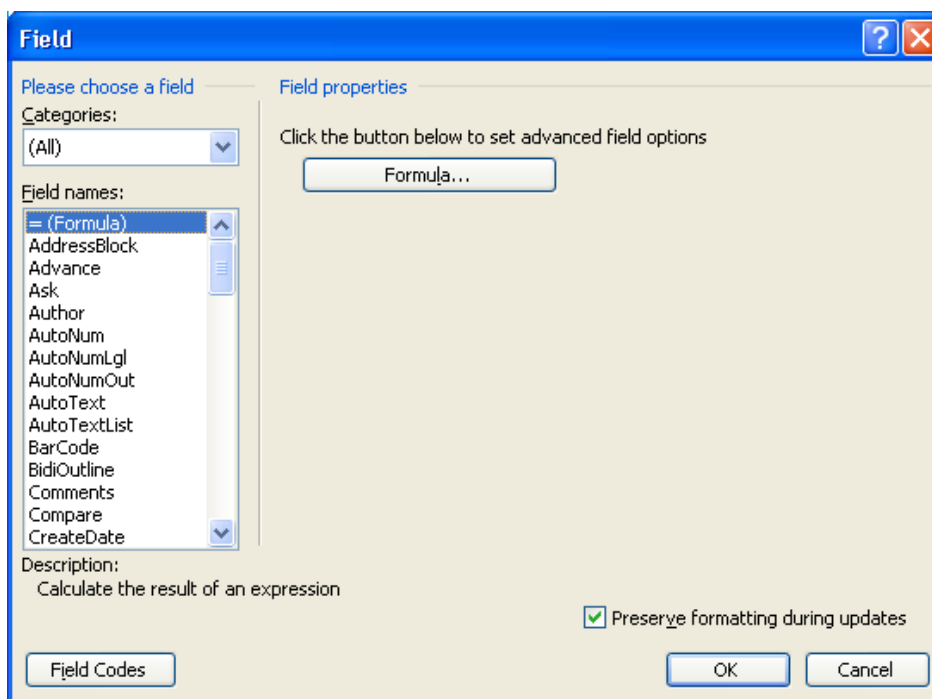 Field
Please choose a field
Categories:
(All)
Field names:
= (Formula)
AddressBlock
Advance
Ask
Author
AutoNum
AutoNumLgl
AutoNumOut
AutoText
AutoTextList
BarCode
BidiOutline
Comments
Compare
CreateDate
Field properties
Click the button below to set advanced field options
Formula...
Description:
Calculate the result of an expression
Preserve formatting during updates
Field Codes
OK
Cancel